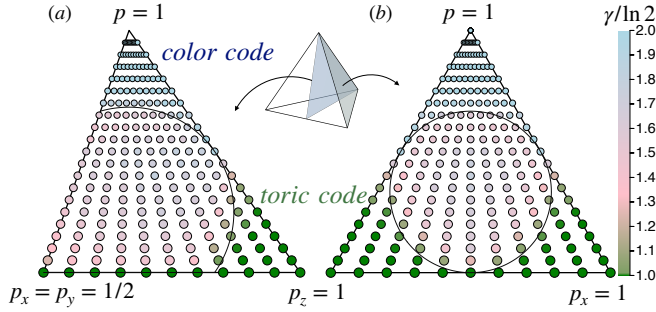 (a) p = 1
(b) p = 1
γ/ln 2
color code
toric code
p_x = p_y = 1/2
p_z = 1
p_x = 1
2.0
1.9
1.8
1.7
1.6
1.5
1.4
1.3
1.2
1.1
1.0